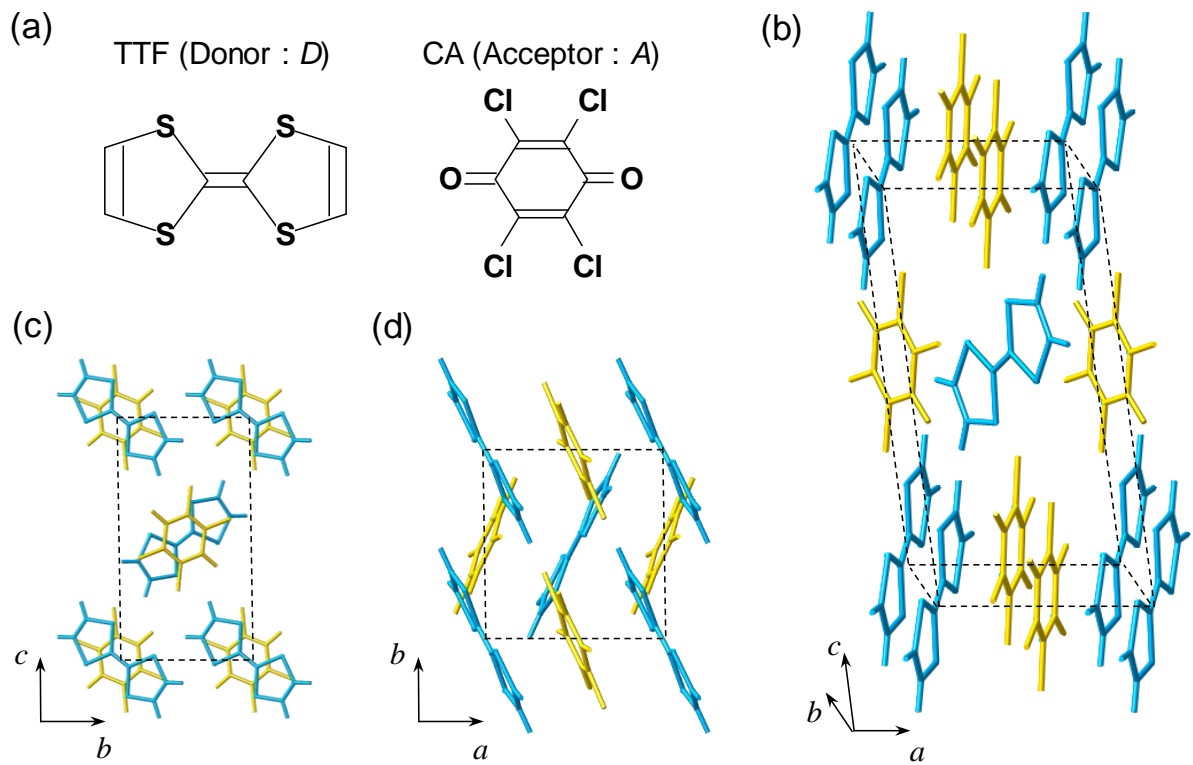 (a)
TTF (Donor : D)
CA (Acceptor : A)
S
S
S
S
Cl
Cl
O
O
Cl
Cl
(b)
c
b
a
(c)
c
b
(d)
b
a